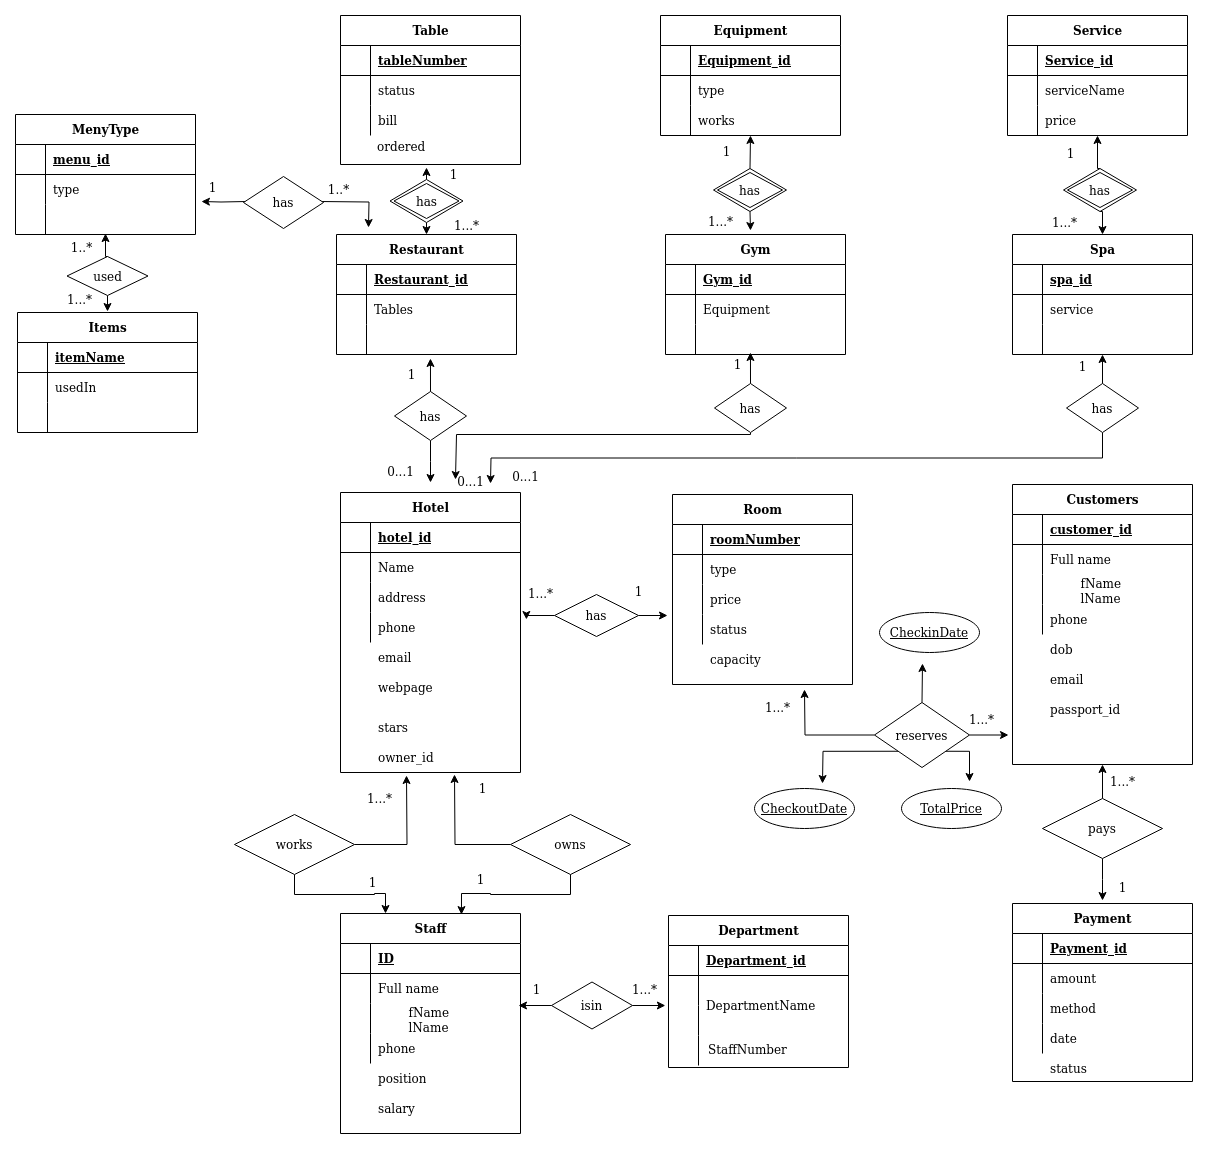 Table
tableNumber
status
bill
ordered
Equipment
Equipment_id
type
works
Service
Service_id
serviceName
price
MenyType
menu_id
type
1
has
1..*
1
has
1...*
1
has
1...*
1
has
1...*
1..*
used
1...*
Items
itemName
usedIn
Restaurant
Restaurant_id
Tables
Gym
Gym_id
Equipment
Spa
spa_id
service
1
has
0...1
1
has
0...1
1
has
0...1
Hotel
hotel_id
Name
address
phone
email
webpage
stars
owner_id
1...*
has
1
Room
roomNumber
type
price
status
capacity
Customers
customer_id
Full name
fName
lName
phone
dob
email
passport_id
CheckinDate
1...*
reserves
1...*
CheckoutDate
TotalPrice
1...*
works
1
1
owns
1
1...*
pays
1
Staff
ID
Full name
fName
lName
phone
position
salary
1
isin
1...*
Department
Department_id
DepartmentName
StaffNumber
Payment
Payment_id
amount
method
date
status